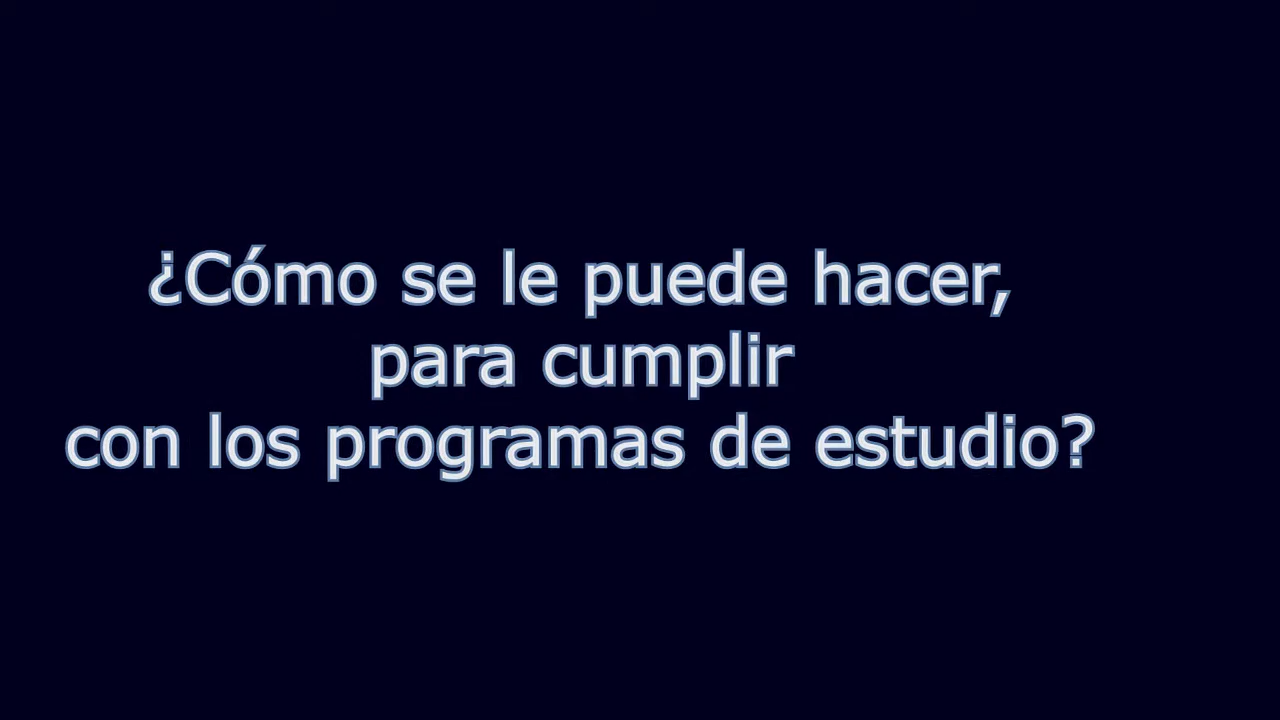 ¿Cómo se le puede hacer,
para cumplir
con los programas de estudio?